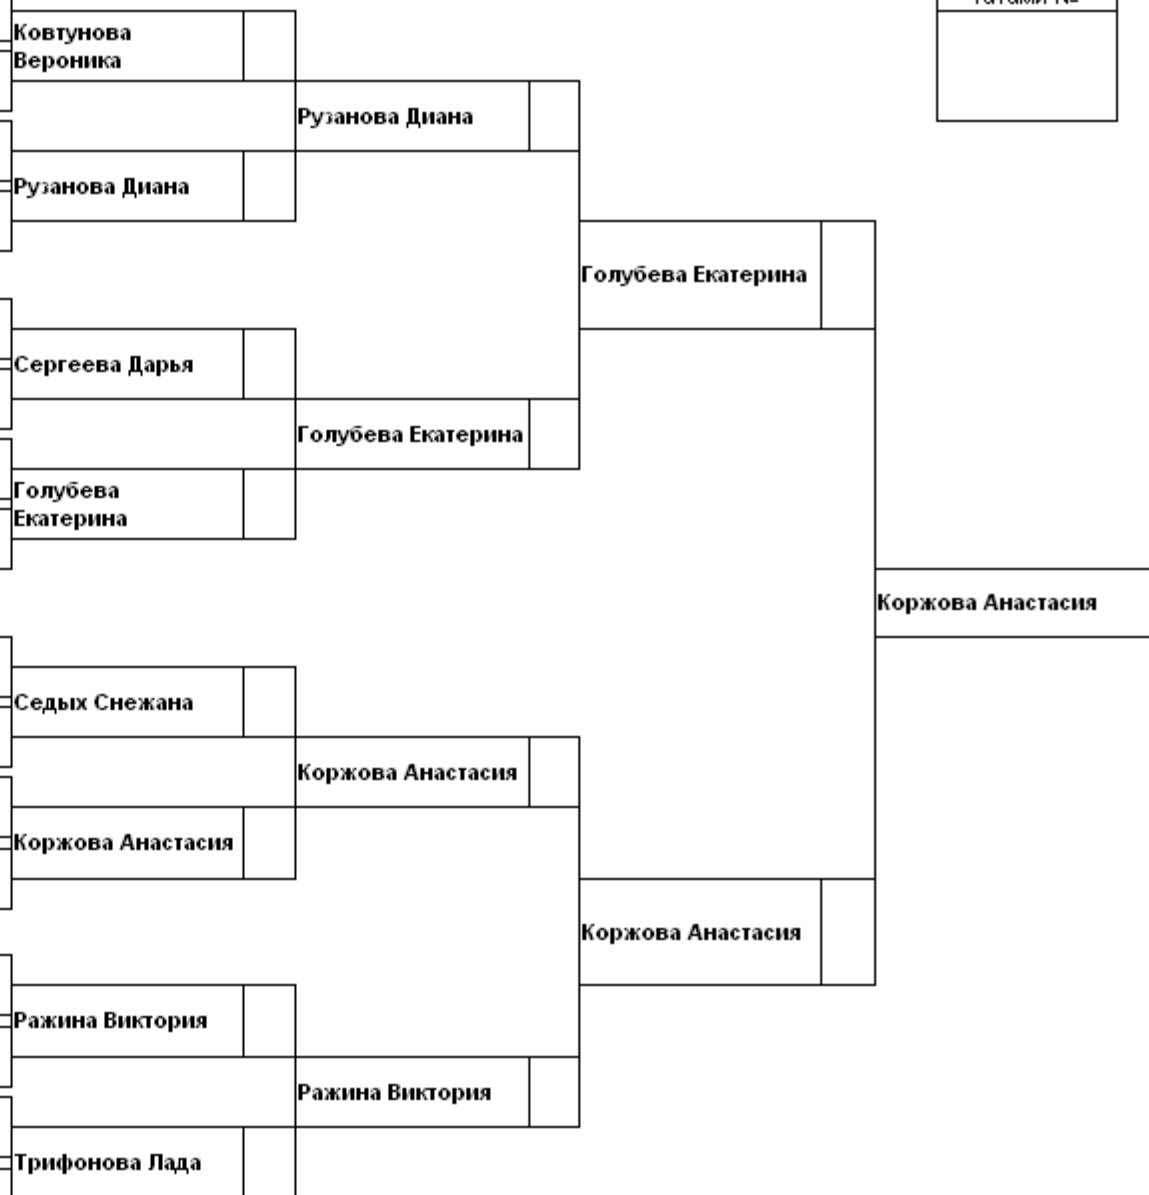 Ковтунова
Вероника
Рузанова Диана
Рузанова Диана
Голубева Екатерина
Сергеева Дарья
Голубева Екатерина
Голубева
Екатерина
Коржова Анастасия
Седых Снежана
Коржова Анастасия
Коржова Анастасия
Коржова Анастасия
Ражина Виктория
Ражина Виктория
Трифонова Лада